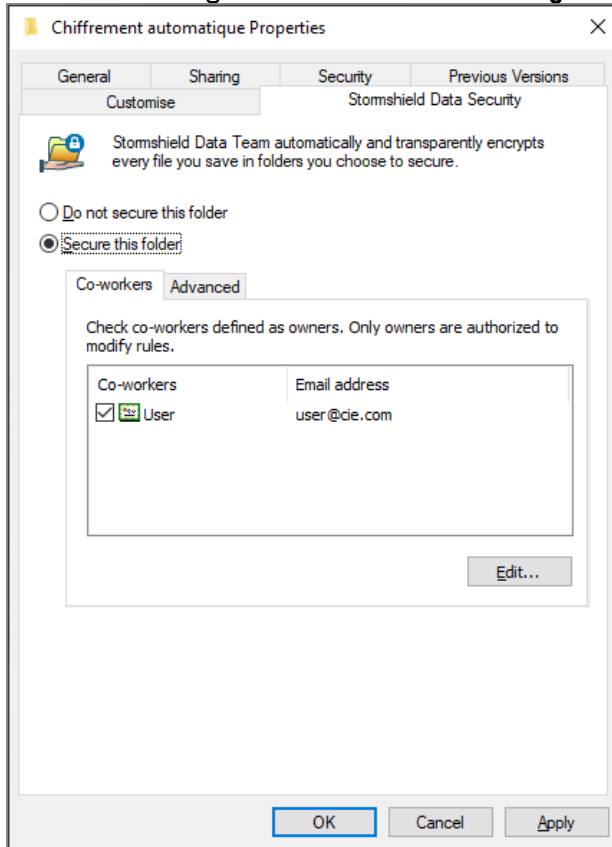 Chiffrement automatique Properties
General Sharing Security Previous Versions
Customise Stormshield Data Security
Stormshield Data Team automatically and transparently encrypts
every file you save in folders you choose to secure.
Do not secure this folder
Secure this folder
Co-workers Advanced
Check co-workers defined as owners. Only owners are authorized to
modify rules.
Co-workers Email address
User user@cie.com
Edit...
OK Cancel Apply